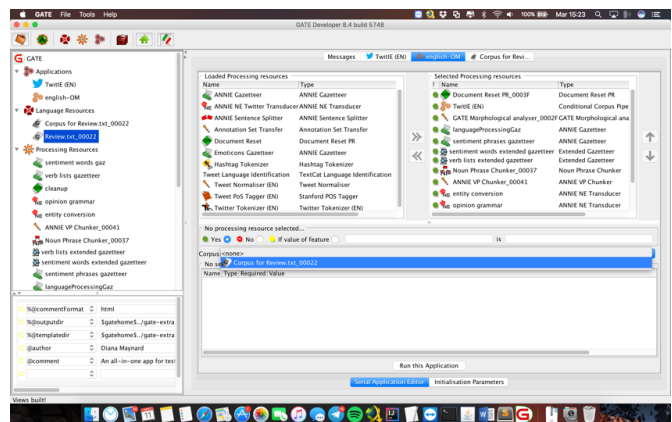 GATE File Tools Help
100% Mar 15:23
GATE Developer 8.4 build 5748
GATE
Applications
TwitIE (EN)
english-OM
Language Resources
Corpus for Review.txt_00022
Review.txt_00022
Processing Resources
sentiment words gaz
verb lists gazetteer
cleanup
opinion grammar
entity conversion
ANNIE VP Chunker_00041
Noun Phrase Chunker_00037
verb lists extended gazetteer
sentiment words extended gazetteer
sentiment phrases gazetteer
languageProcessingGaz
%@commentFormat html
%@outputdir $gatehome$../gate-extra
%@templatedir $gatehome$../gate-extra
@author Diana Maynard
@comment An all-in-one app for test
Views built!
Messages TwitIE (EN) english-OM Corpus for Revi...
Loaded Processing resources
Name Type
ANNIE Gazetteer ANNIE Gazetteer
ANNIE NE Twitter Transducer ANNIE NE Transducer
ANNIE Sentence Splitter ANNIE Sentence Splitter
Annotation Set Transfer Annotation Set Transfer
Document Reset Document Reset PR
Emoticons Gazetteer ANNIE Gazetteer
Hashtag Tokenizer Hashtag Tokenizer
Tweet Language Identification TextCat Language Identification
Tweet Normaliser (EN) Tweet Normaliser
Tweet PoS Tagger (EN) Stanford POS Tagger
Twitter Tokenizer (EN) Twitter Tokenizer (EN)
Selected Processing resources
! Name Type
Document Reset PR_0003F Document Reset PR
TwitIE (EN) Conditional Corpus Pipe
GATE Morphological analyser_0002F GATE Morphological ana
languageProcessingGaz ANNIE Gazetteer
sentiment phrases gazetteer ANNIE Gazetteer
sentiment words extended gazetteer Extended Gazetteer
verb lists extended gazetteer Extended Gazetteer
Noun Phrase Chunker_00037 Noun Phrase Chunker
ANNIE VP Chunker_00041 ANNIE VP Chunker
entity conversion ANNIE NE Transducer
opinion grammar ANNIE NE Transducer
No processing resource selected...
Yes No If value of feature is
Corpus: <none>
Corpus for Review.txt_00022
No se
Name Type Required Value
Run this Application
Serial Application Editor Initialisation Parameters